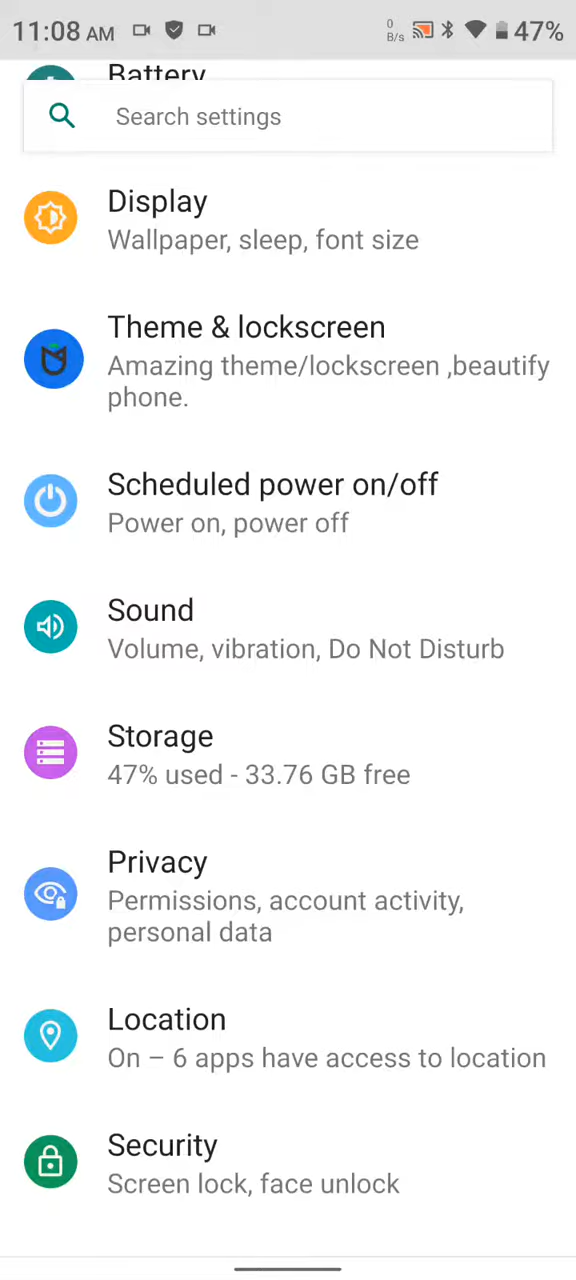 11:08 AM 0 B/s 47%
Battery
Search settings
Display
Wallpaper, sleep, font size
Theme & lockscreen
Amazing theme/lockscreen ,beautify
phone.
Scheduled power on/off
Power on, power off
Sound
Volume, vibration, Do Not Disturb
Storage
47% used - 33.76 GB free
Privacy
Permissions, account activity,
personal data
Location
On – 6 apps have access to location
Security
Screen lock, face unlock